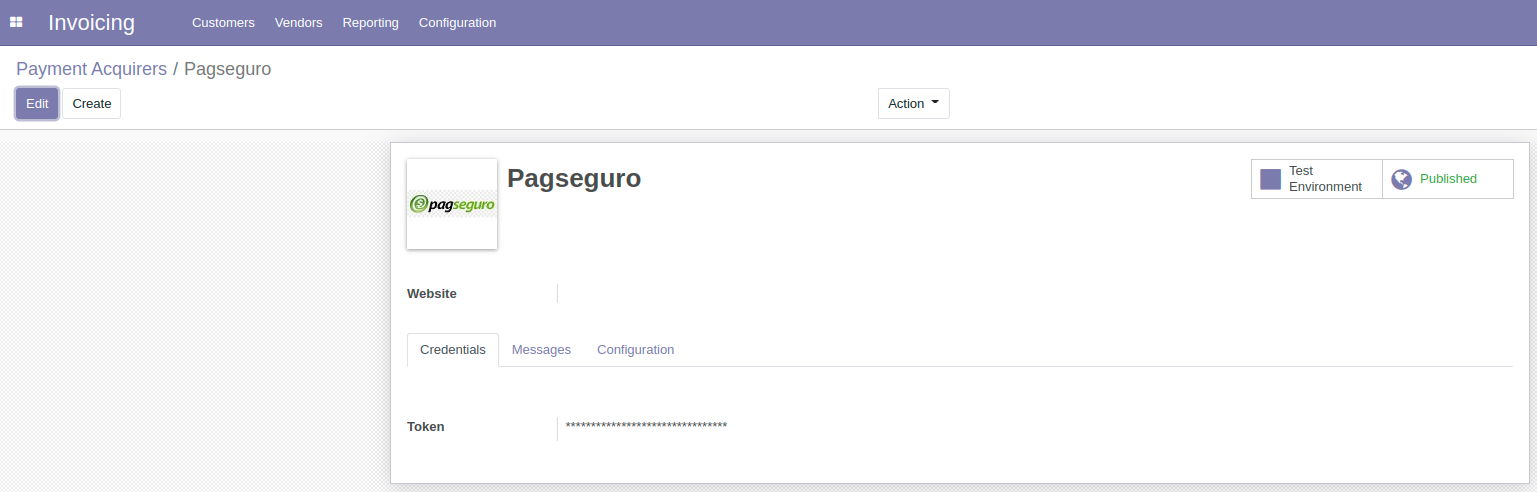 Invoicing
Customers
Vendors
Reporting
Configuration
Payment Acquirers / Pagseguro
Edit
Create
Action
pagseguro
Pagseguro
Test
Environment
Published
Website
Credentials
Messages
Configuration
Token
********************************